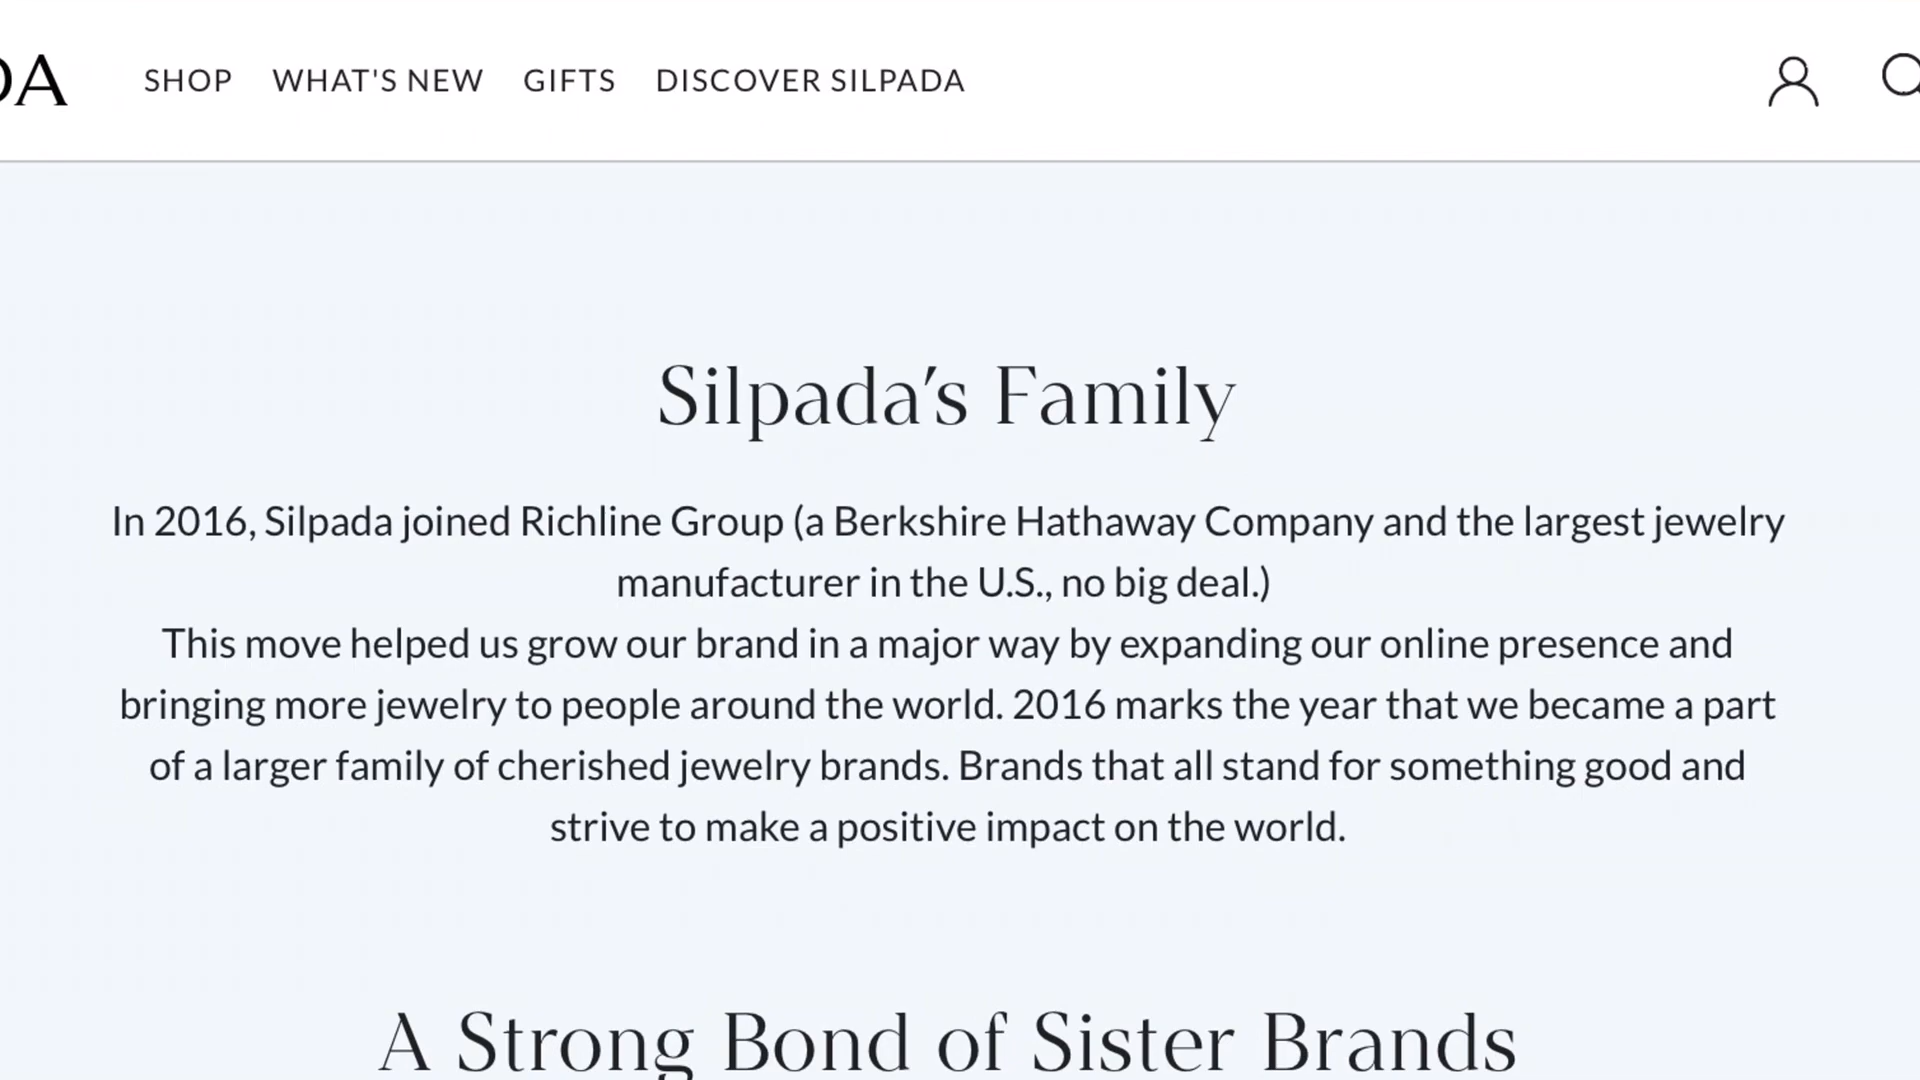 DA SHOP WHAT'S NEW GIFTS DISCOVER SILPADA
Silpada's Family
In 2016, Silpada joined Richline Group (a Berkshire Hathaway Company and the largest jewelry
manufacturer in the U.S., no big deal.)
This move helped us grow our brand in a major way by expanding our online presence and
bringing more jewelry to people around the world. 2016 marks the year that we became a part
of a larger family of cherished jewelry brands. Brands that all stand for something good and
strive to make a positive impact on the world.
A Strong Bond of Sister Brands